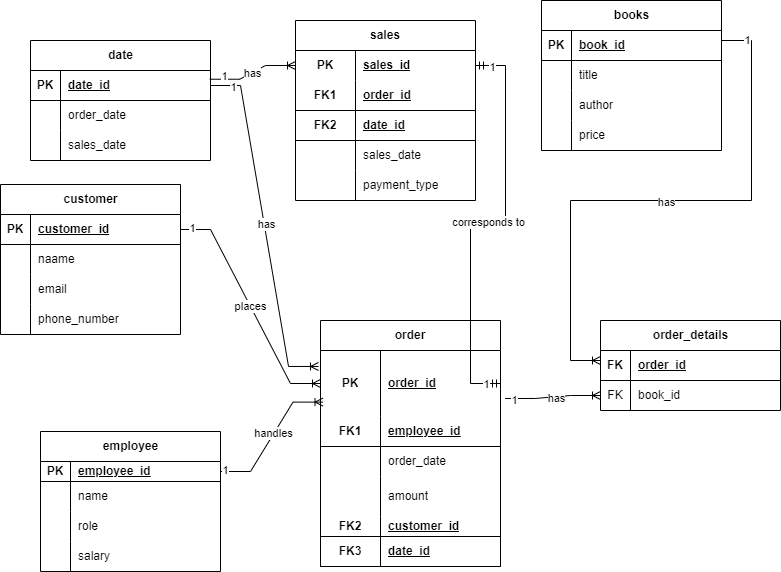 date
PK date_id
order_date
sales_date
1
has
1
sales
PK sales_id
FK1 order_id
FK2 date_id
sales_date
payment_type
1
books
PK book_id
title
author
price
1
has
customer
PK customer_id
naame
email
phone_number
1
has
places
corresponds to
order
PK order_id
FK1 employee_id
order_date
amount
FK2 customer_id
FK3 date_id
1
1
has
order_details
FK order_id
FK book_id
employee
PK employee_id
name
role
salary
1
handles